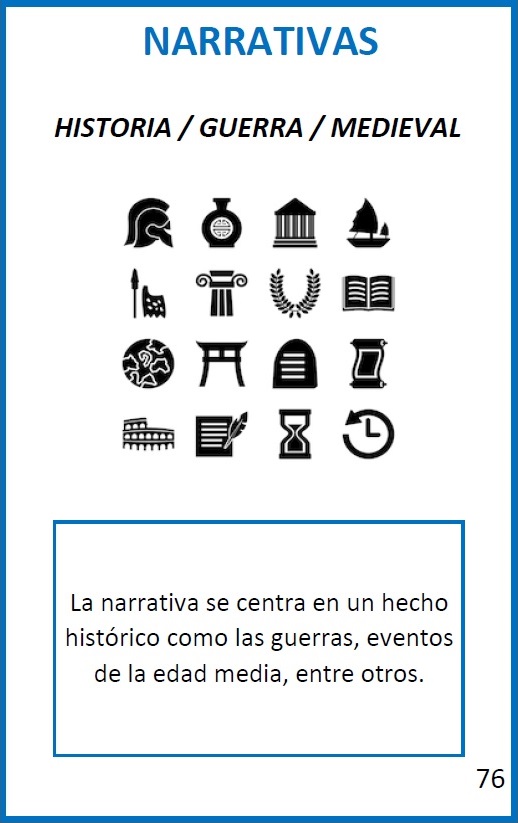 NARRATIVAS
HISTORIA / GUERRA / MEDIEVAL
La narrativa se centra en un hecho
histórico como las guerras, eventos
de la edad media, entre otros.
76